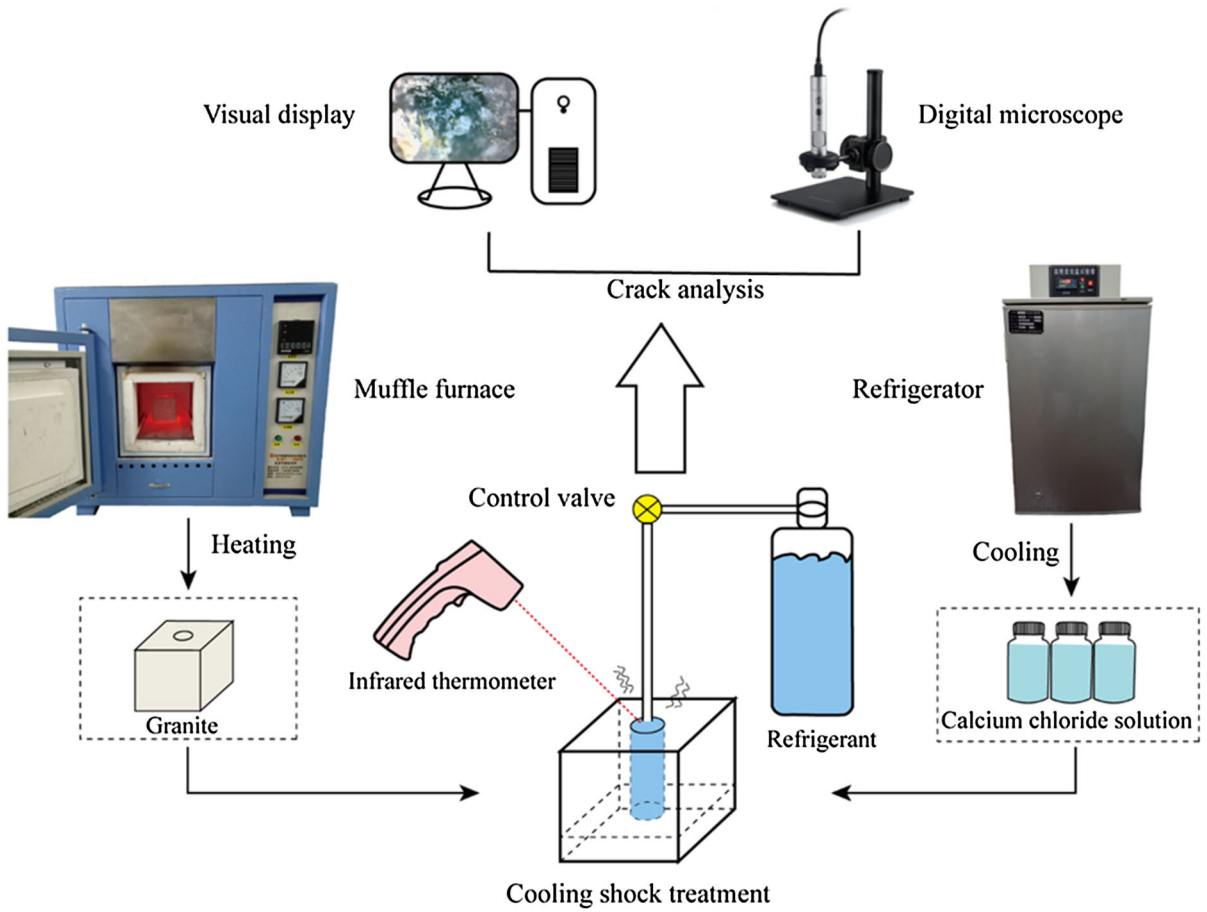 Visual display
Digital microscope
Crack analysis
Muffle furnace
Refrigerator
Control valve
Heating
Cooling
Infrared thermometer
Granite
Refrigerant
Calcium chloride solution
Cooling shock treatment